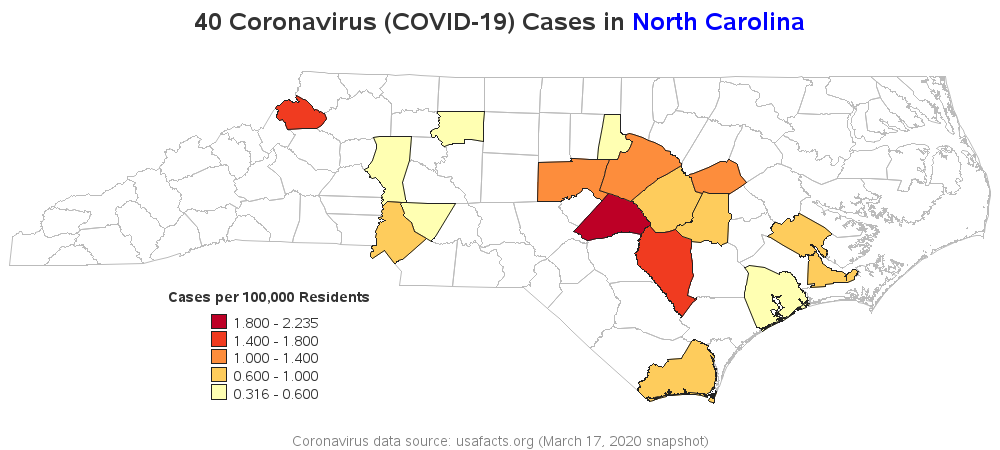 40 Coronavirus (COVID-19) Cases in North Carolina
Cases per 100,000 Residents
1.800 - 2.235
1.400 - 1.800
1.000 - 1.400
0.600 - 1.000
0.316 - 0.600
Coronavirus data source: usafacts.org (March 17, 2020 snapshot)